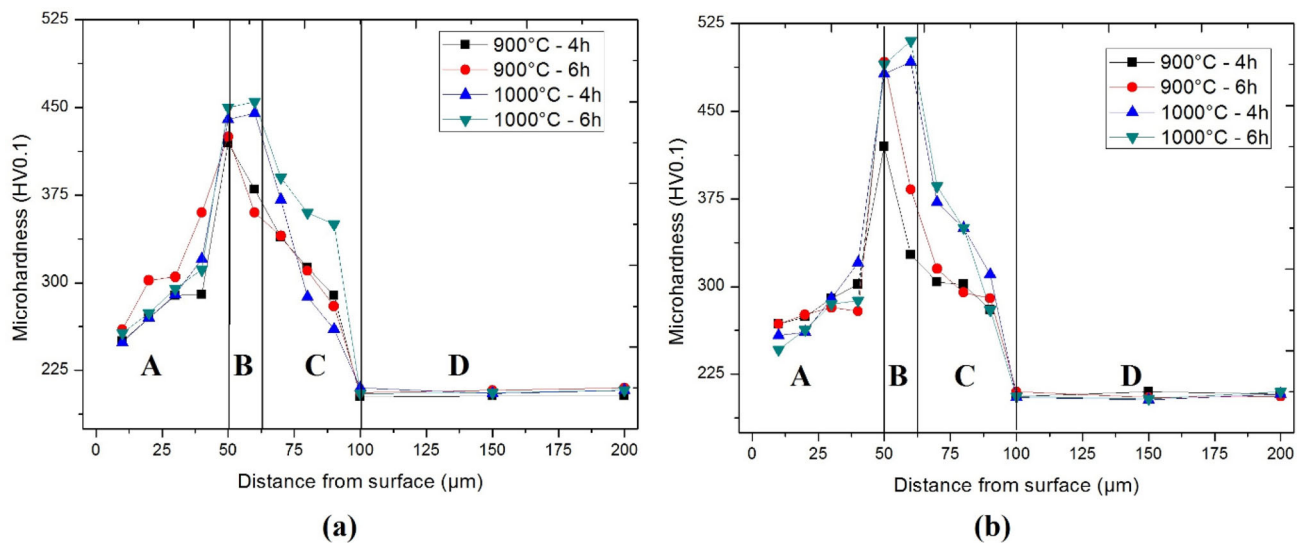 525
450
375
300
225
Microhardness (HV0.1)
900°C - 4h
900°C - 6h
1000°C - 4h
1000°C - 6h
A B C D
0 25 50 75 100 125 150 175 200
Distance from surface (µm)
(a)
525
450
375
300
225
Microhardness (HV0.1)
900°C - 4h
900°C - 6h
1000°C - 4h
1000°C - 6h
A B C D
0 25 50 75 100 125 150 175 200
Distance from surface (µm)
(b)